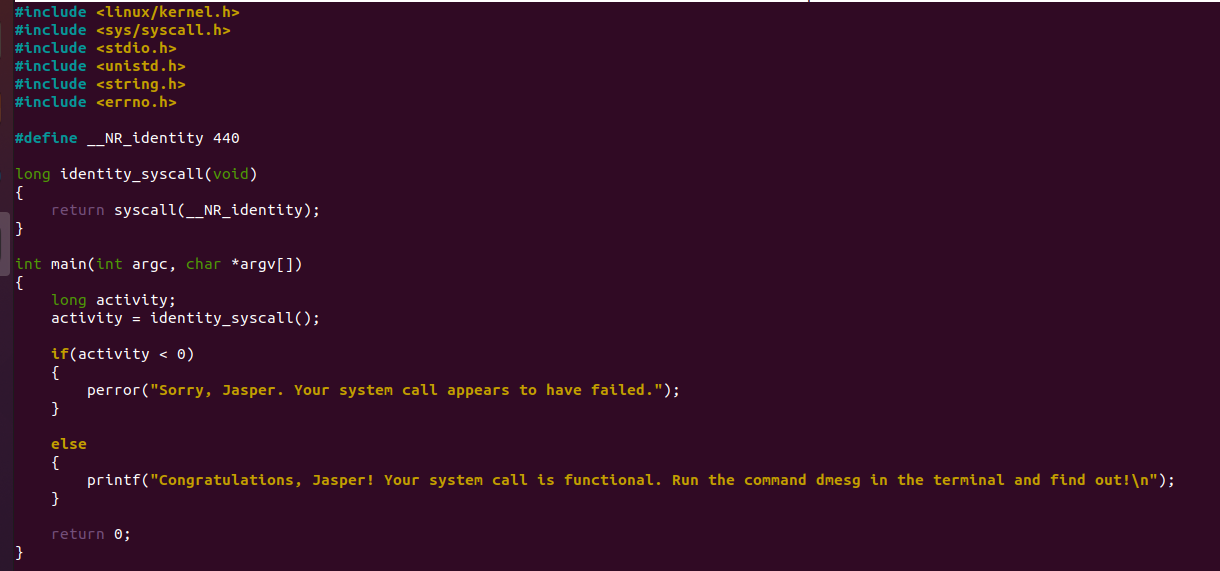 #include <linux/kernel.h>
#include <sys/syscall.h>
#include <stdio.h>
#include <unistd.h>
#include <string.h>
#include <errno.h>

#define __NR_identity 440

long identity_syscall(void)
{
    return syscall(__NR_identity);
}

int main(int argc, char *argv[])
{
    long activity;
    activity = identity_syscall();

    if(activity < 0)
    {
        perror("Sorry, Jasper. Your system call appears to have failed.");
    }

    else
    {
        printf("Congratulations, Jasper! Your system call is functional. Run the command dmesg in the terminal and find out!\n");
    }

    return 0;
}